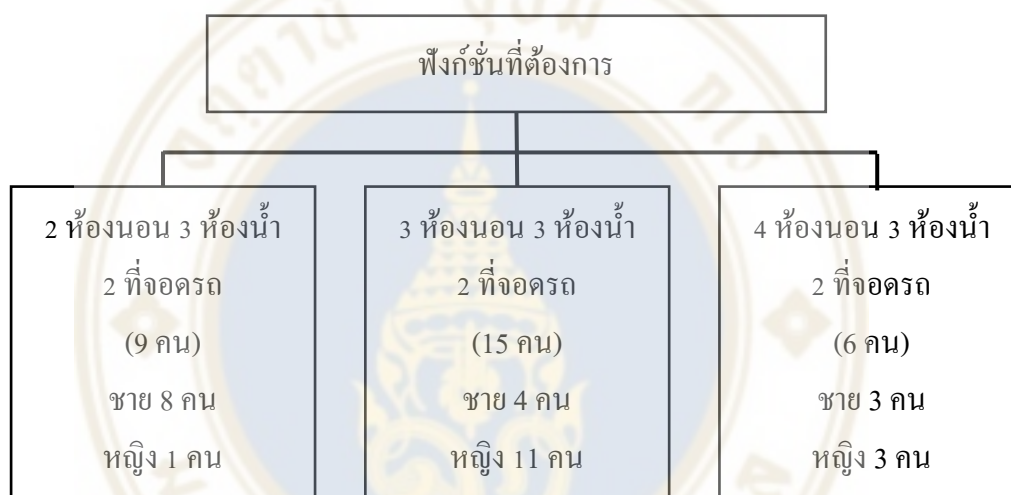 ฟังก์ชั่นที่ต้องการ
2 ห้องนอน 3 ห้องน้ำ
2 ที่จอดรถ
(9 คน)
ชาย 8 คน
หญิง 1 คน
3 ห้องนอน 3 ห้องน้ำ
2 ที่จอดรถ
(15 คน)
ชาย 4 คน
หญิง 11 คน
4 ห้องนอน 3 ห้องน้ำ
2 ที่จอดรถ
(6 คน)
ชาย 3 คน
หญิง 3 คน